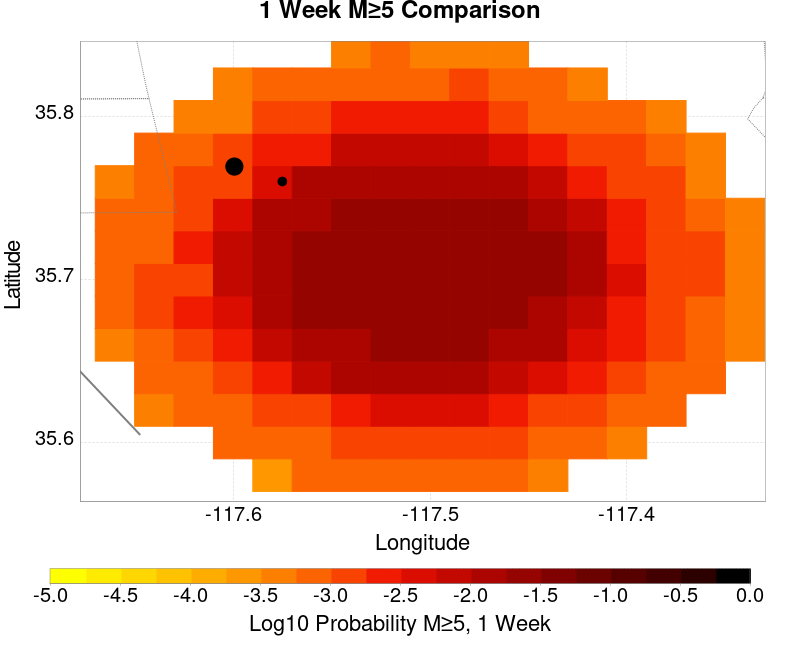 1 Week M≥5 Comparison
35.8
35.7
35.6
Latitude
-117.6 -117.5 -117.4
Longitude
-5.0 -4.5 -4.0 -3.5 -3.0 -2.5 -2.0 -1.5 -1.0 -0.5 0.0
Log10 Probability M≥5, 1 Week